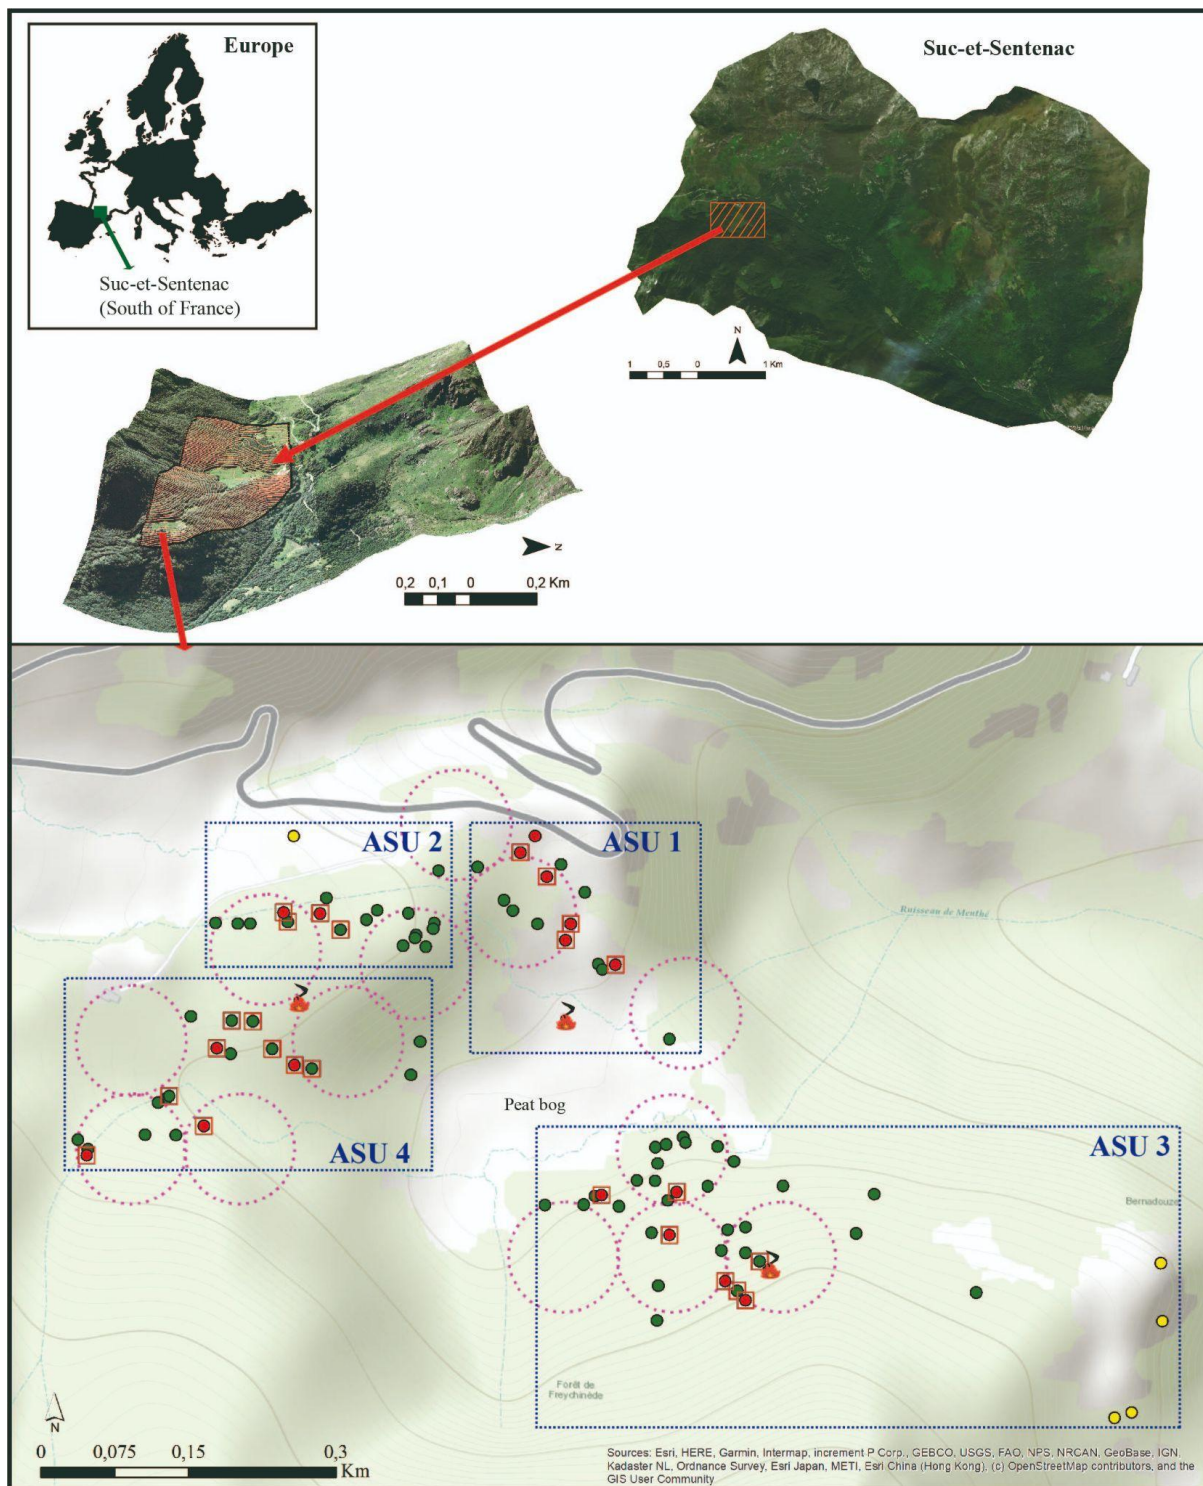 Europe
Suc-et-Sentenac
(South of France)
Suc-et-Sentenac
N
1 0,5 0 1 Km
N
0,2 0,1 0 0,2 Km
ASU 2
ASU 1
Ruisseau de Menthé
Peat bog
ASU 4
ASU 3
Bernadouze
Forêt de
Freychinède
N
0 0,075 0,15 0,3
Km
Sources: Esri, HERE, Garmin, Intermap, increment P Corp., GEBCO, USGS, FAO, NPS, NRCAN, GeoBase, IGN,
Kadaster NL, Ordnance Survey, Esri Japan, METI, Esri China (Hong Kong), (c) OpenStreetMap contributors, and the
GIS User Community